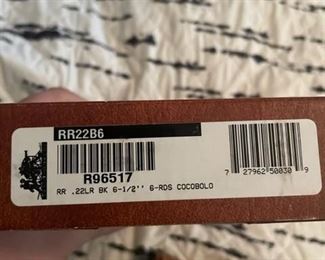 RR22B6
R96517
RR .22LR BK 6-1/2'' 6-RDS COCOBOLO
7 27962 50030 9